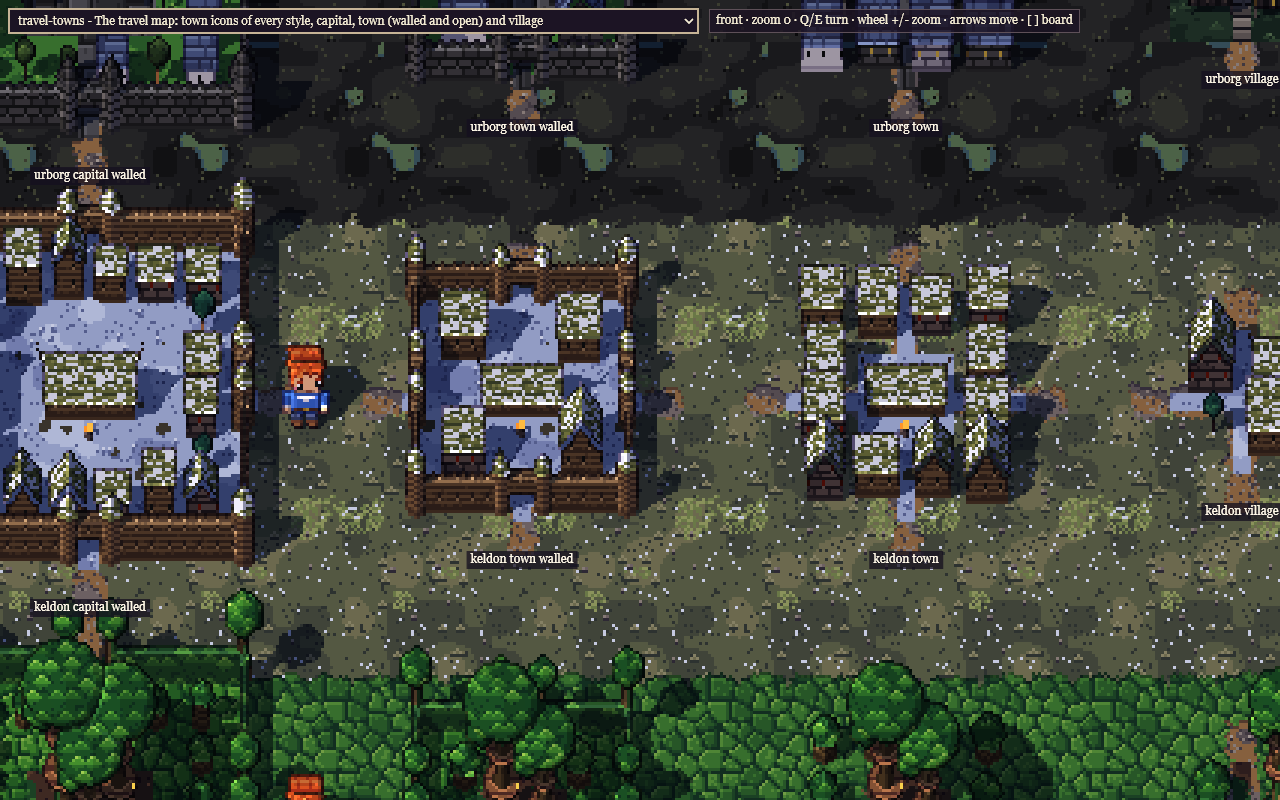 travel-towns - The travel map: town icons of every style, capital, town (walled and open) and village
front · zoom 0 · Q/E turn · wheel +/- zoom · arrows move · [ ] board
urborg village
urborg town walled
urborg town
urborg capital walled
keldon village
keldon town walled
keldon town
keldon capital walled